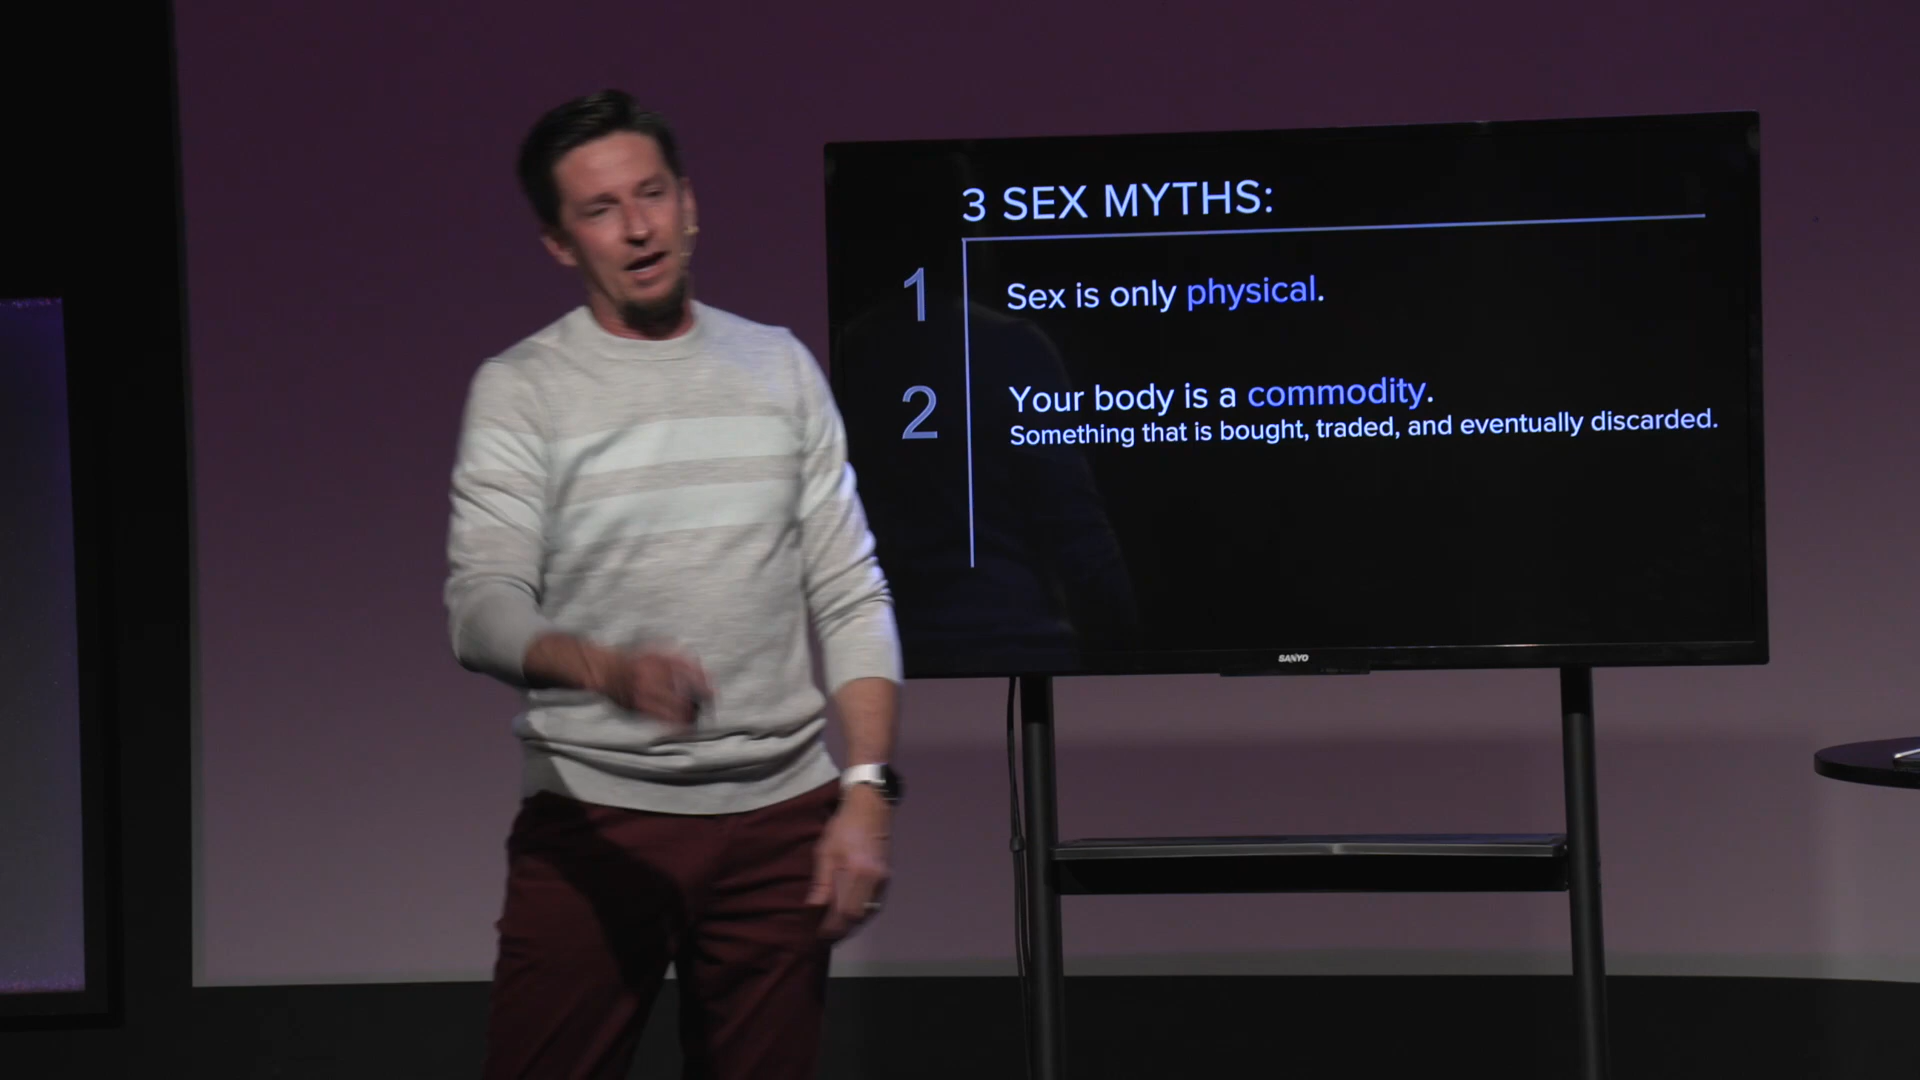 3 SEX MYTHS:
1 Sex is only physical.
2 Your body is a commodity.
Something that is bought, traded, and eventually discarded.
SANYO